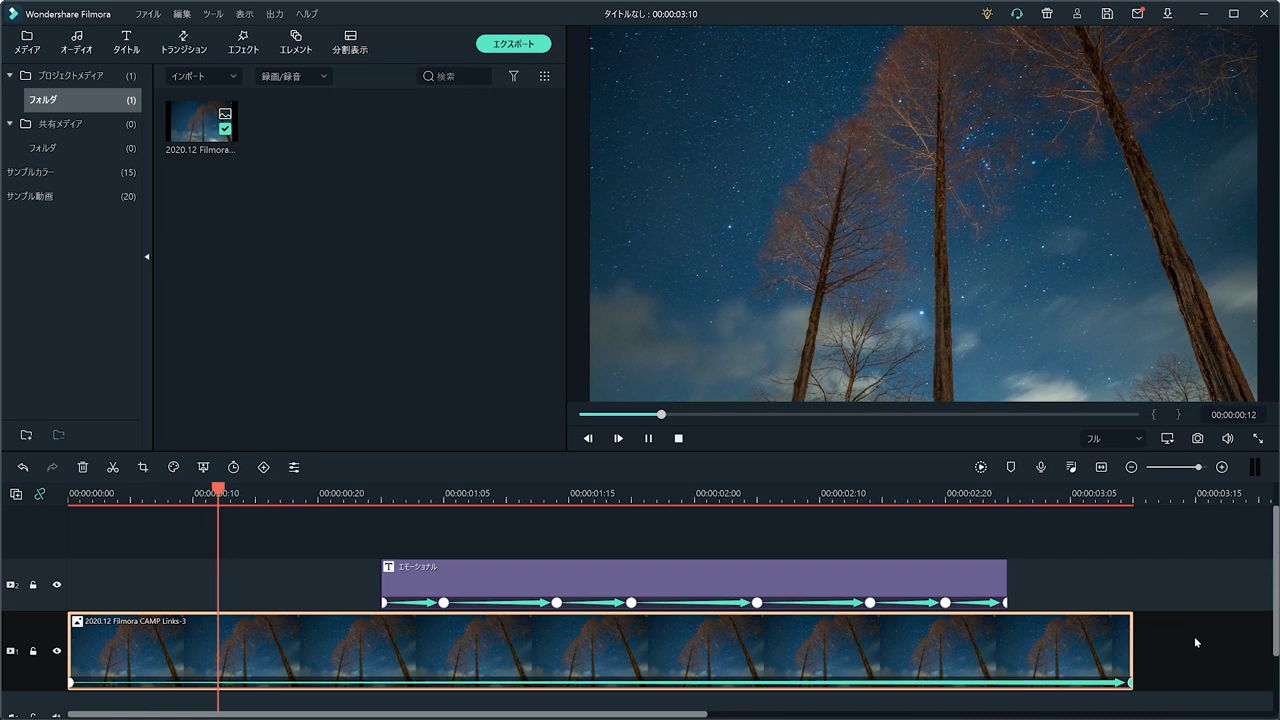 Wondershare Filmora ファイル 編集 ツール 表示 出力 ヘルプ タイトルなし : 00:00:03:10
メディア オーディオ タイトル トランジション エフェクト エレメント 分割表示 エクスポート
プロジェクトメディア (1)
フォルダ (1)
共有メディア (0)
フォルダ (0)
サンプルカラー (15)
サンプル動画 (20)
インポート 録画/録音 検索
2020.12 Filmora...
00:00:00:12
フル
00:00:00:00 00:00:00:10 00:00:00:20 00:00:01:05 00:00:01:15 00:00:02:00 00:00:02:10 00:00:02:20 00:00:03:05 00:00:03:15
2 T エモーショナル
1 2020.12 Filmora CAMP Links-3